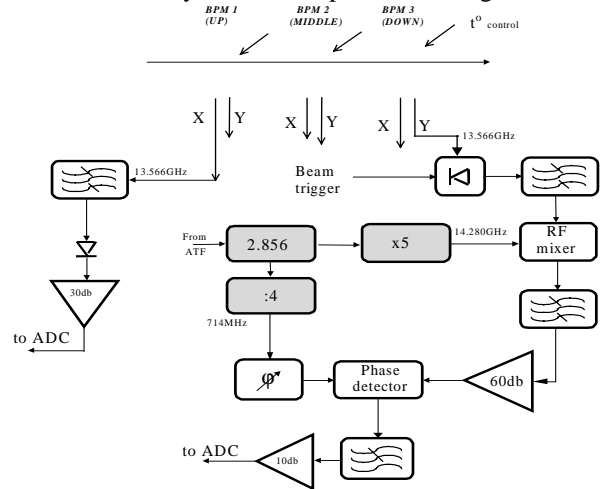 BPM 1
(UP)
BPM 2
(MIDDLE)
BPM 3
(DOWN)
t° control
X
Y
X
Y
X
Y
13.566GHz
13.566GHz
Beam
trigger
From
ATF
2.856
x5
14.280GHz
RF
mixer
30db
:4
714MHz
to ADC
φ
Phase
detector
60db
to ADC
10db